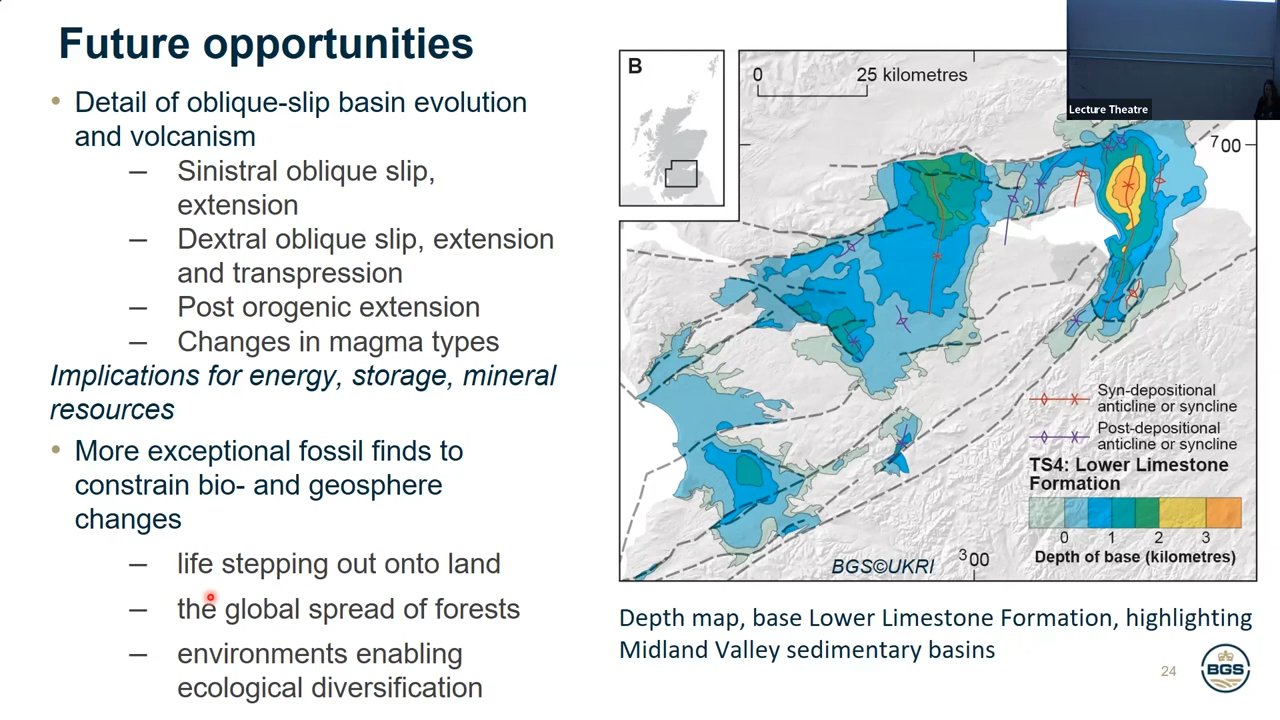 Future opportunities
• Detail of oblique-slip basin evolution
and volcanism
– Sinistral oblique slip,
extension
– Dextral oblique slip, extension
and transpression
– Post orogenic extension
– Changes in magma types
Implications for energy, storage, mineral
resources
• More exceptional fossil finds to
constrain bio- and geosphere
changes
– life stepping out onto land
– the global spread of forests
– environments enabling
ecological diversification
B
0 25 kilometres
Lecture Theatre
700
Syn-depositional
anticline or syncline
Post-depositional
anticline or syncline
TS4: Lower Limestone
Formation
0 1 2 3
Depth of base (kilometres)
BGS©UKRI
300
Depth map, base Lower Limestone Formation, highlighting
Midland Valley sedimentary basins
24
BGS